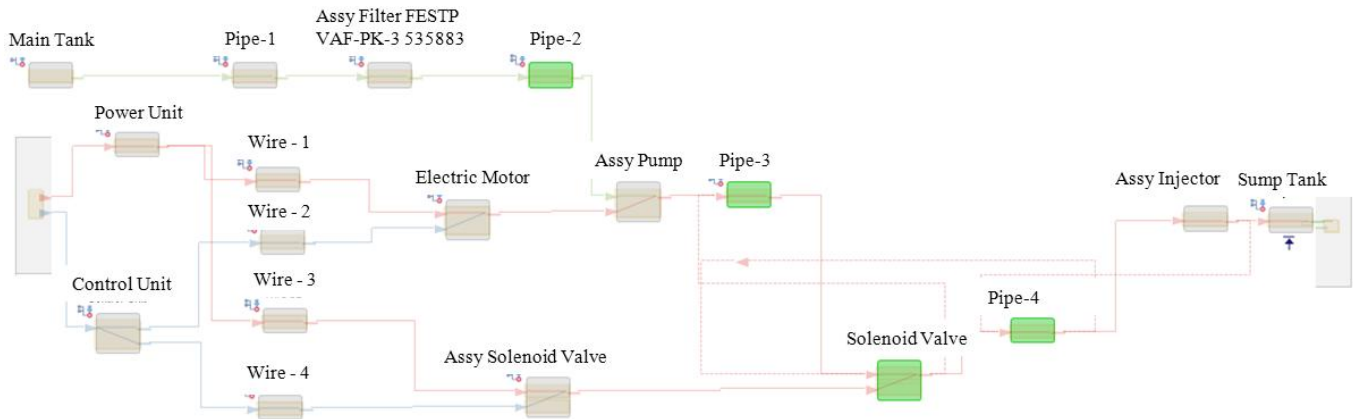 Assy Filter FESTP
VAF-PK-3 535883
Main Tank
Pipe-1
Pipe-2
Power Unit
Wire - 1
Electric Motor
Assy Pump
Pipe-3
Assy Injector
Sump Tank
Wire - 2
Control Unit
Wire - 3
Pipe-4
Solenoid Valve
Assy Solenoid Valve
Wire - 4